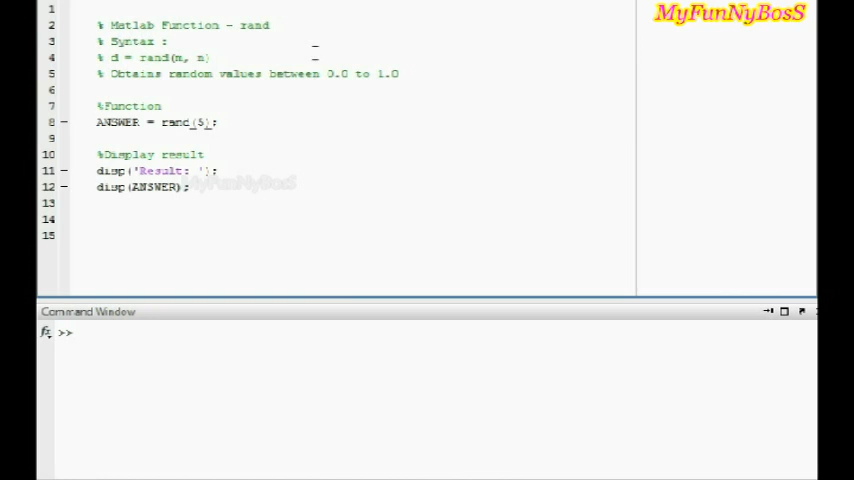 MyFunNyBosS
1
2 % Matlab Function - rand
3 % Syntax :
4 % d = rand(m, n)
5 % Obtains random values between 0.0 to 1.0
6
7 %Function
8 ANSWER = rand(5);
9
10 %Display result
11 disp('Result: ');
MyFunNyBosS
12 disp(ANSWER);
13
14
15
Command Window
fx >>